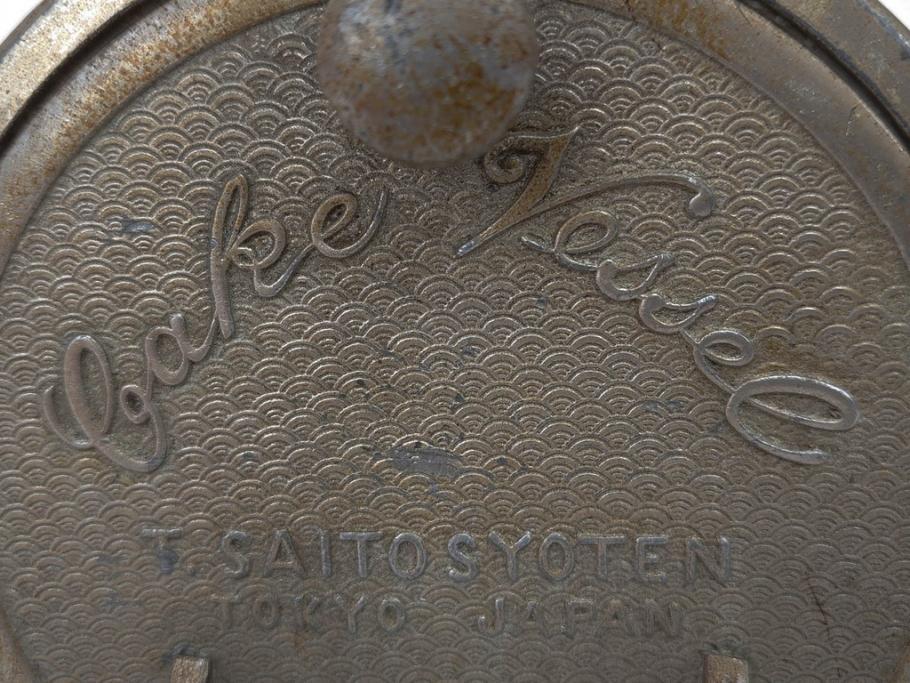 Cake Vessel
T. SAITO SYOTEN
TOKYO JAPAN